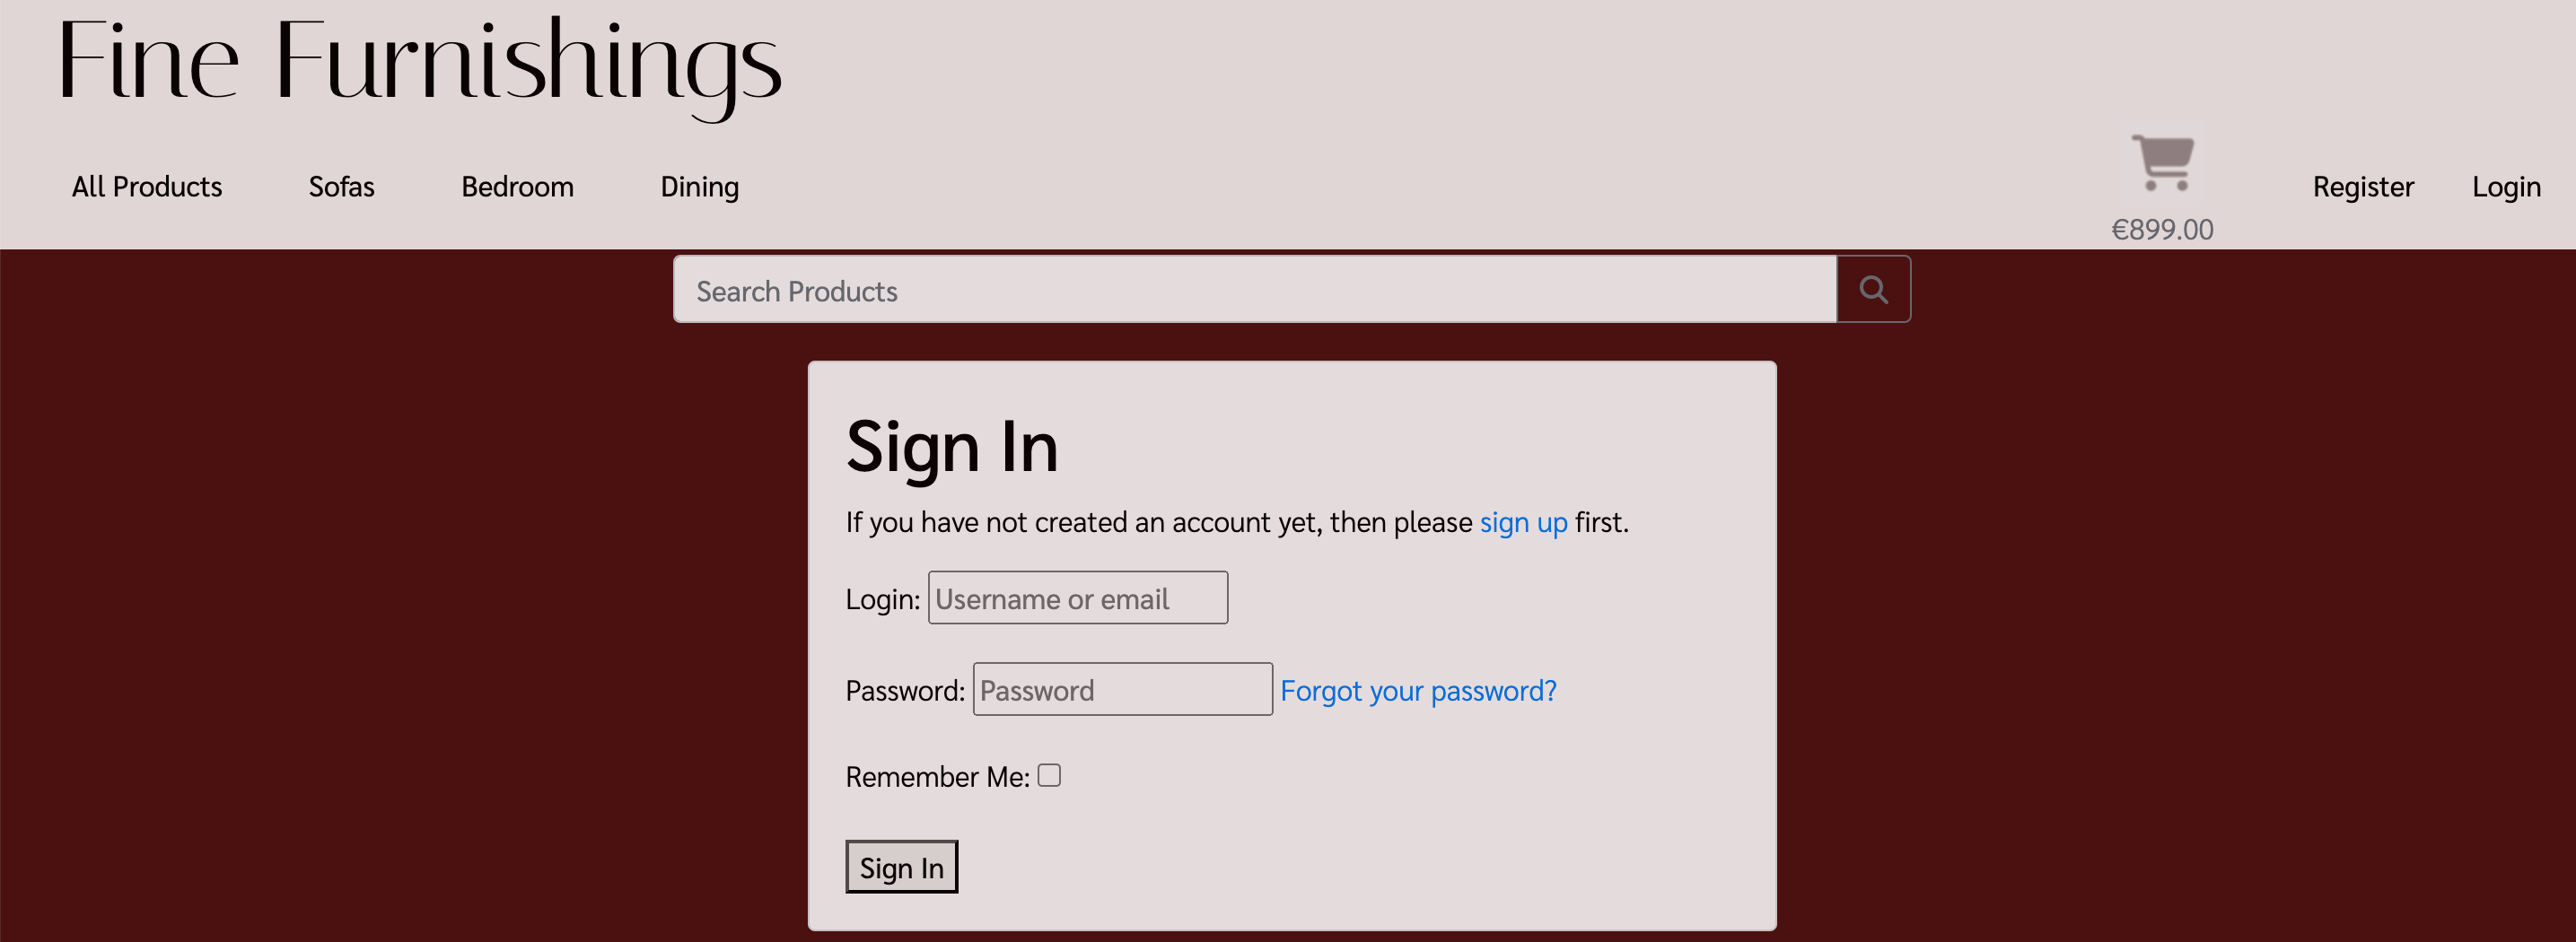 Fine Furnishings
All Products Sofas Bedroom Dining Register Login
€899.00
Search Products
Sign In
If you have not created an account yet, then please sign up first.
Login: Username or email
Password: Password Forgot your password?
Remember Me:
Sign In